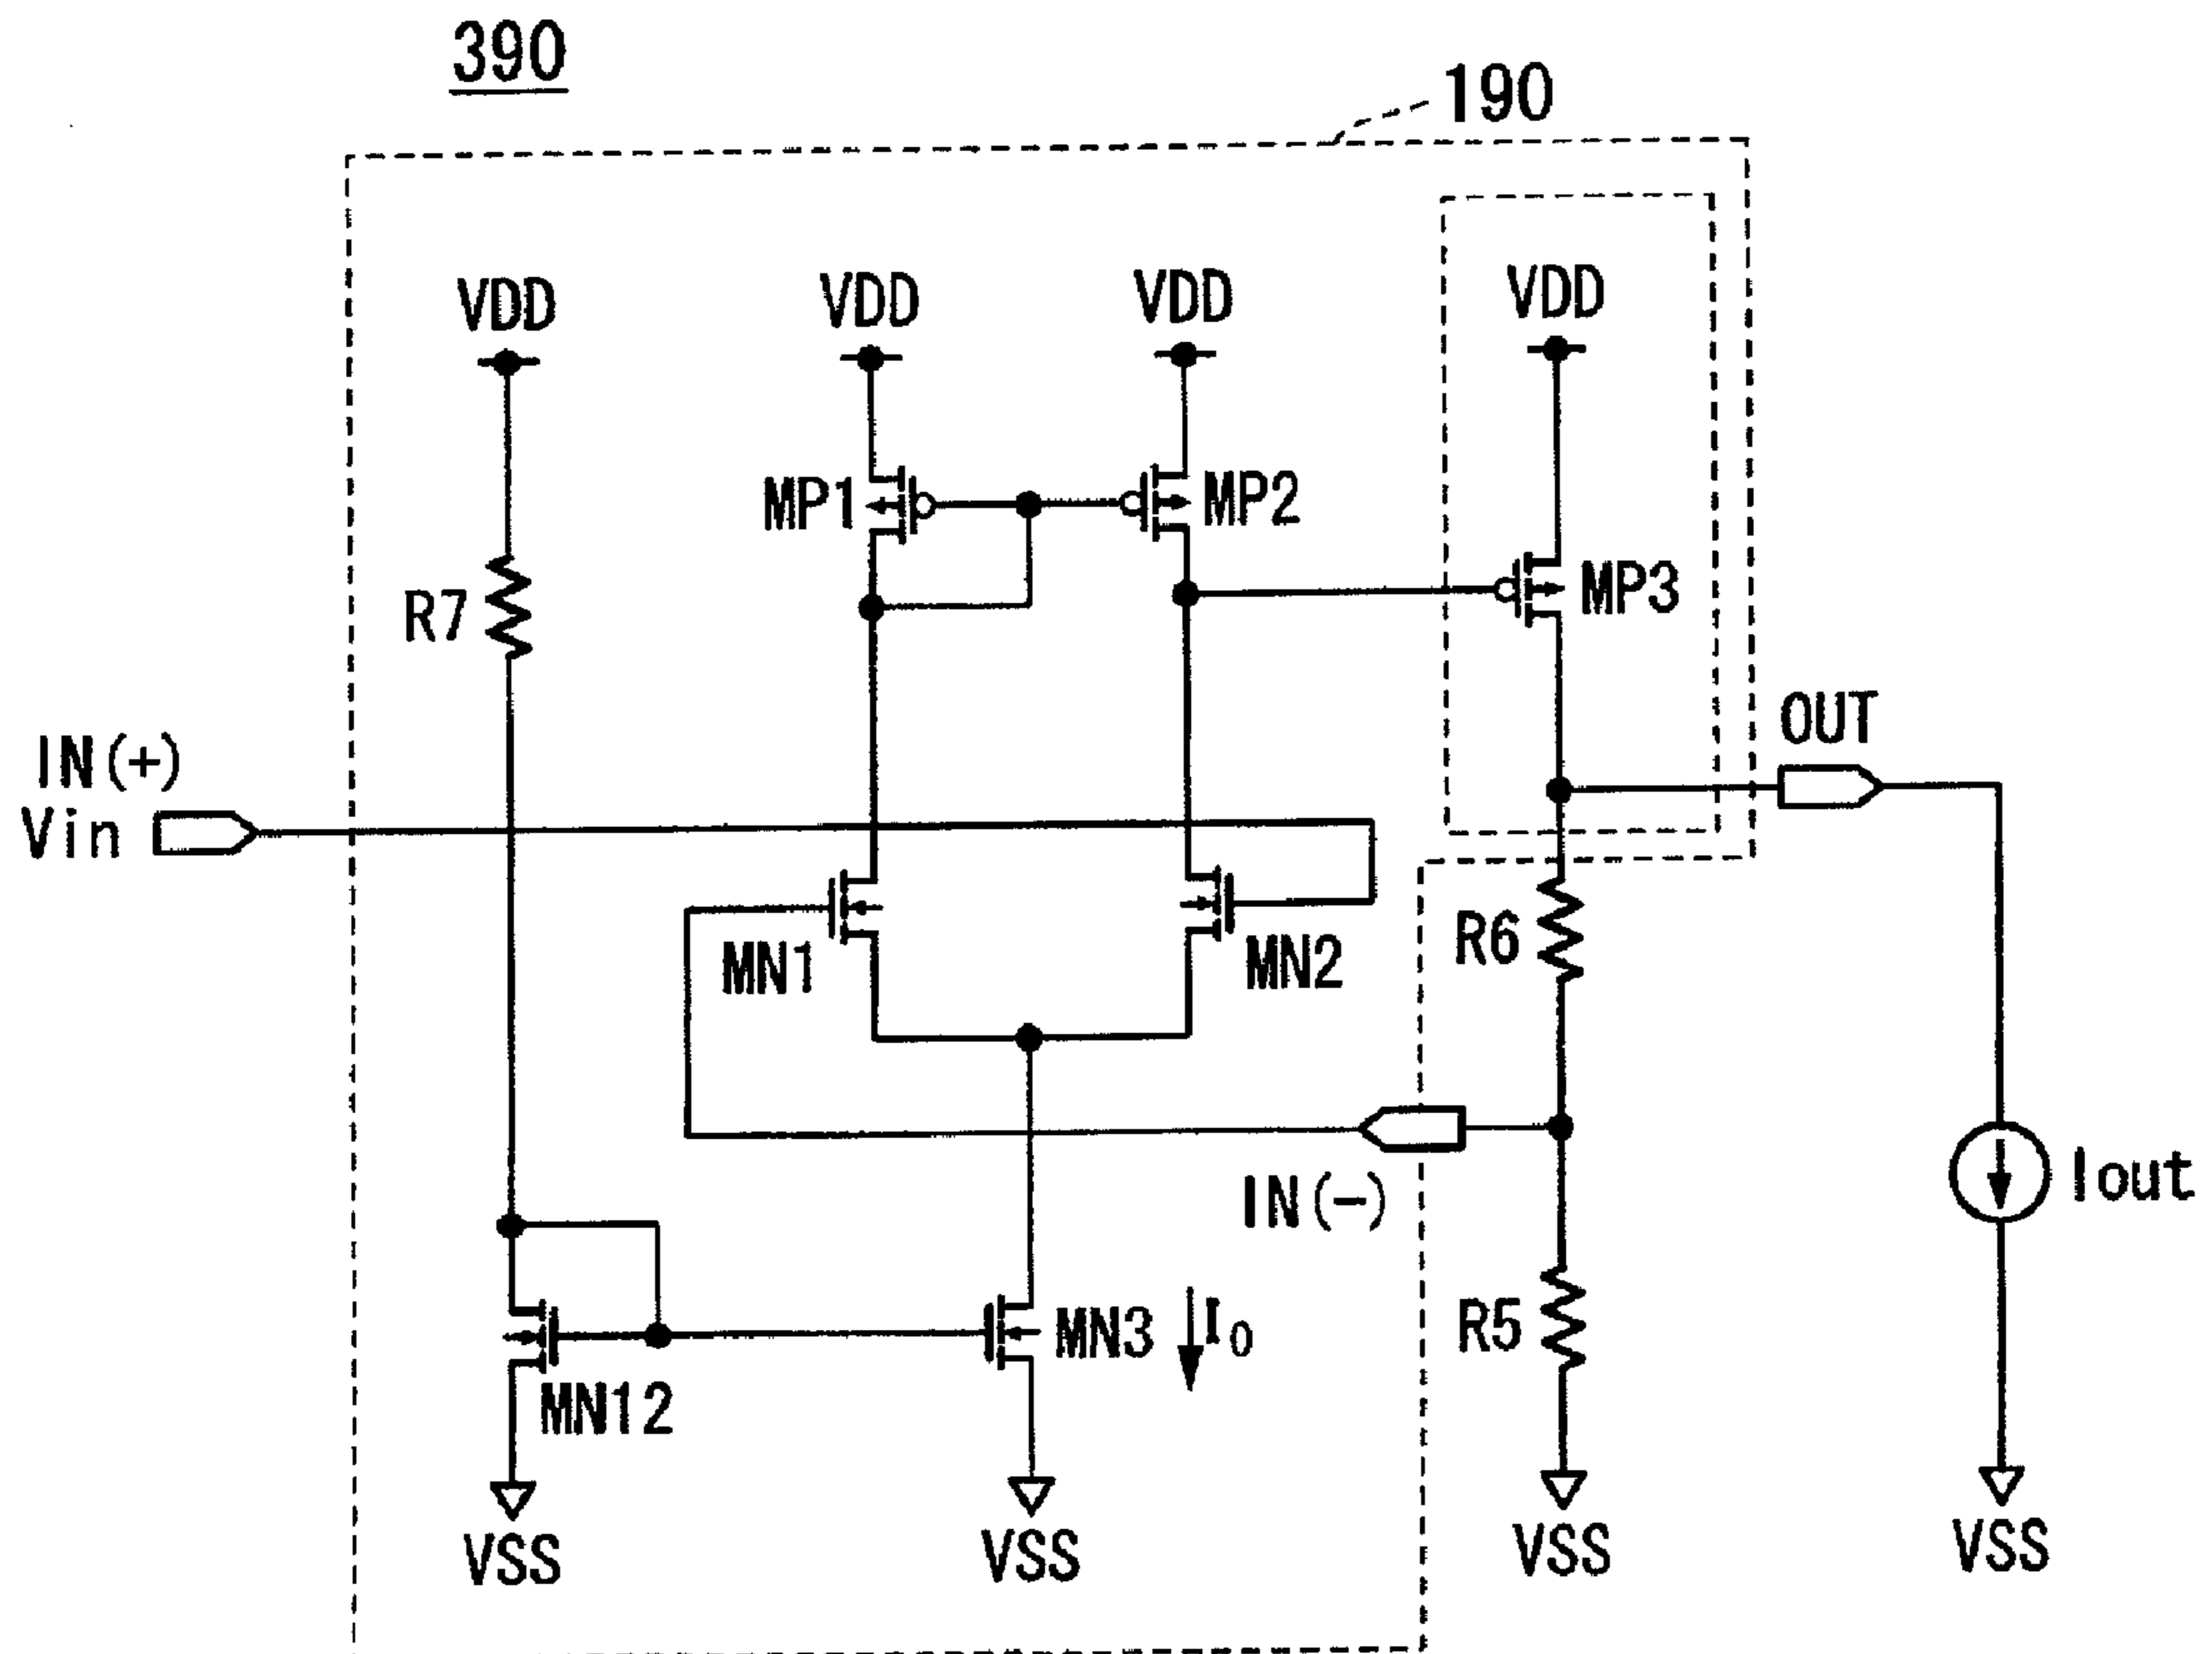 390
190
VDD
VDD
VDD
VDD
MP1
MP2
MP3
R7
OUT
IN(+)
Vin
MN1
MN2
R6
IN(-)
Iout
MN12
MN3
I0
R5
VSS
VSS
VSS
VSS